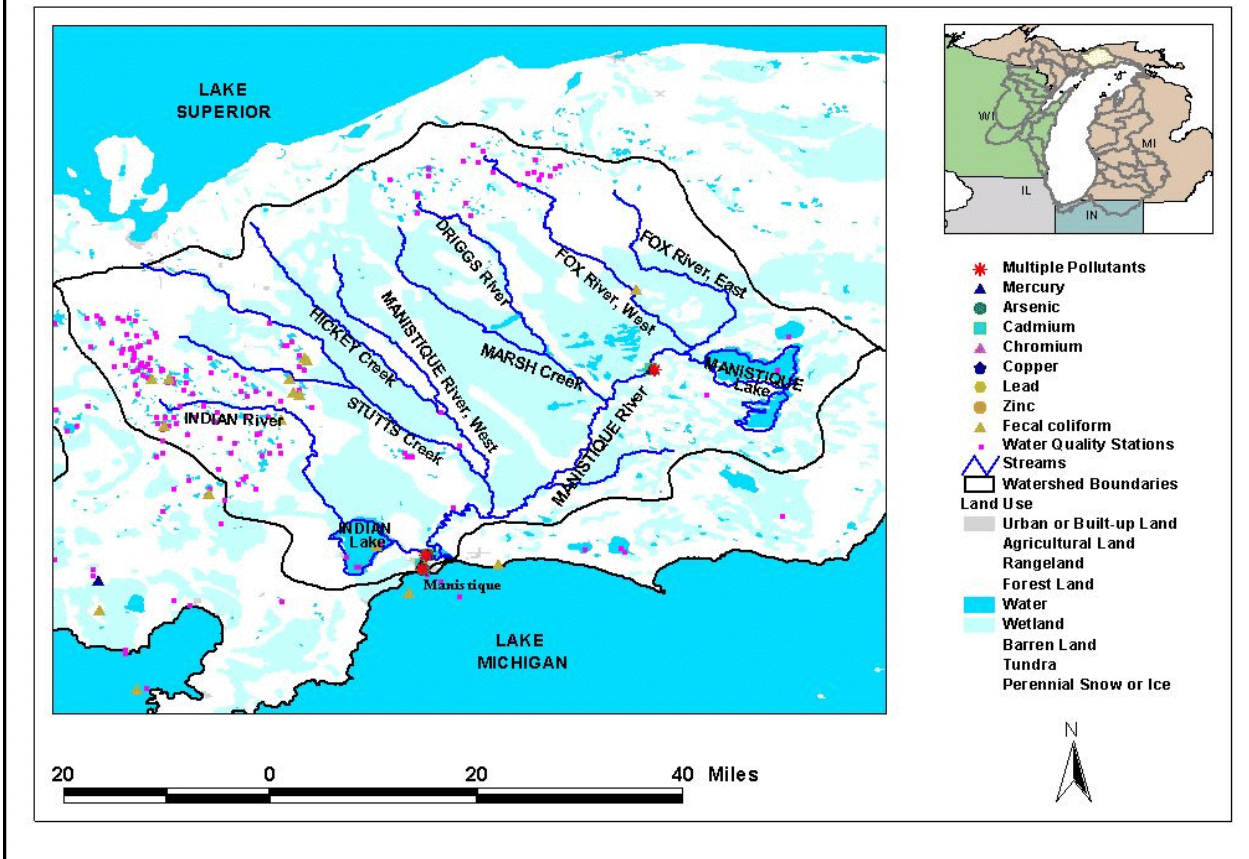 LAKE
SUPERIOR
DRIGGS River
FOX River, East
FOX River, West
HICKEY Creek
MANISTIQUE River, West
MARSH Creek
MANISTIQUE
Lake
STUTTS Creek
INDIAN River
MANISTIQUE River
INDIAN
Lake
Manistique
LAKE
MICHIGAN
WI
MI
IL
IN
Multiple Pollutants
Mercury
Arsenic
Cadmium
Chromium
Copper
Lead
Zinc
Fecal coliform
Water Quality Stations
Streams
Watershed Boundaries
Land Use
Urban or Built-up Land
Agricultural Land
Rangeland
Forest Land
Water
Wetland
Barren Land
Tundra
Perennial Snow or Ice
N
20 0 20 40 Miles